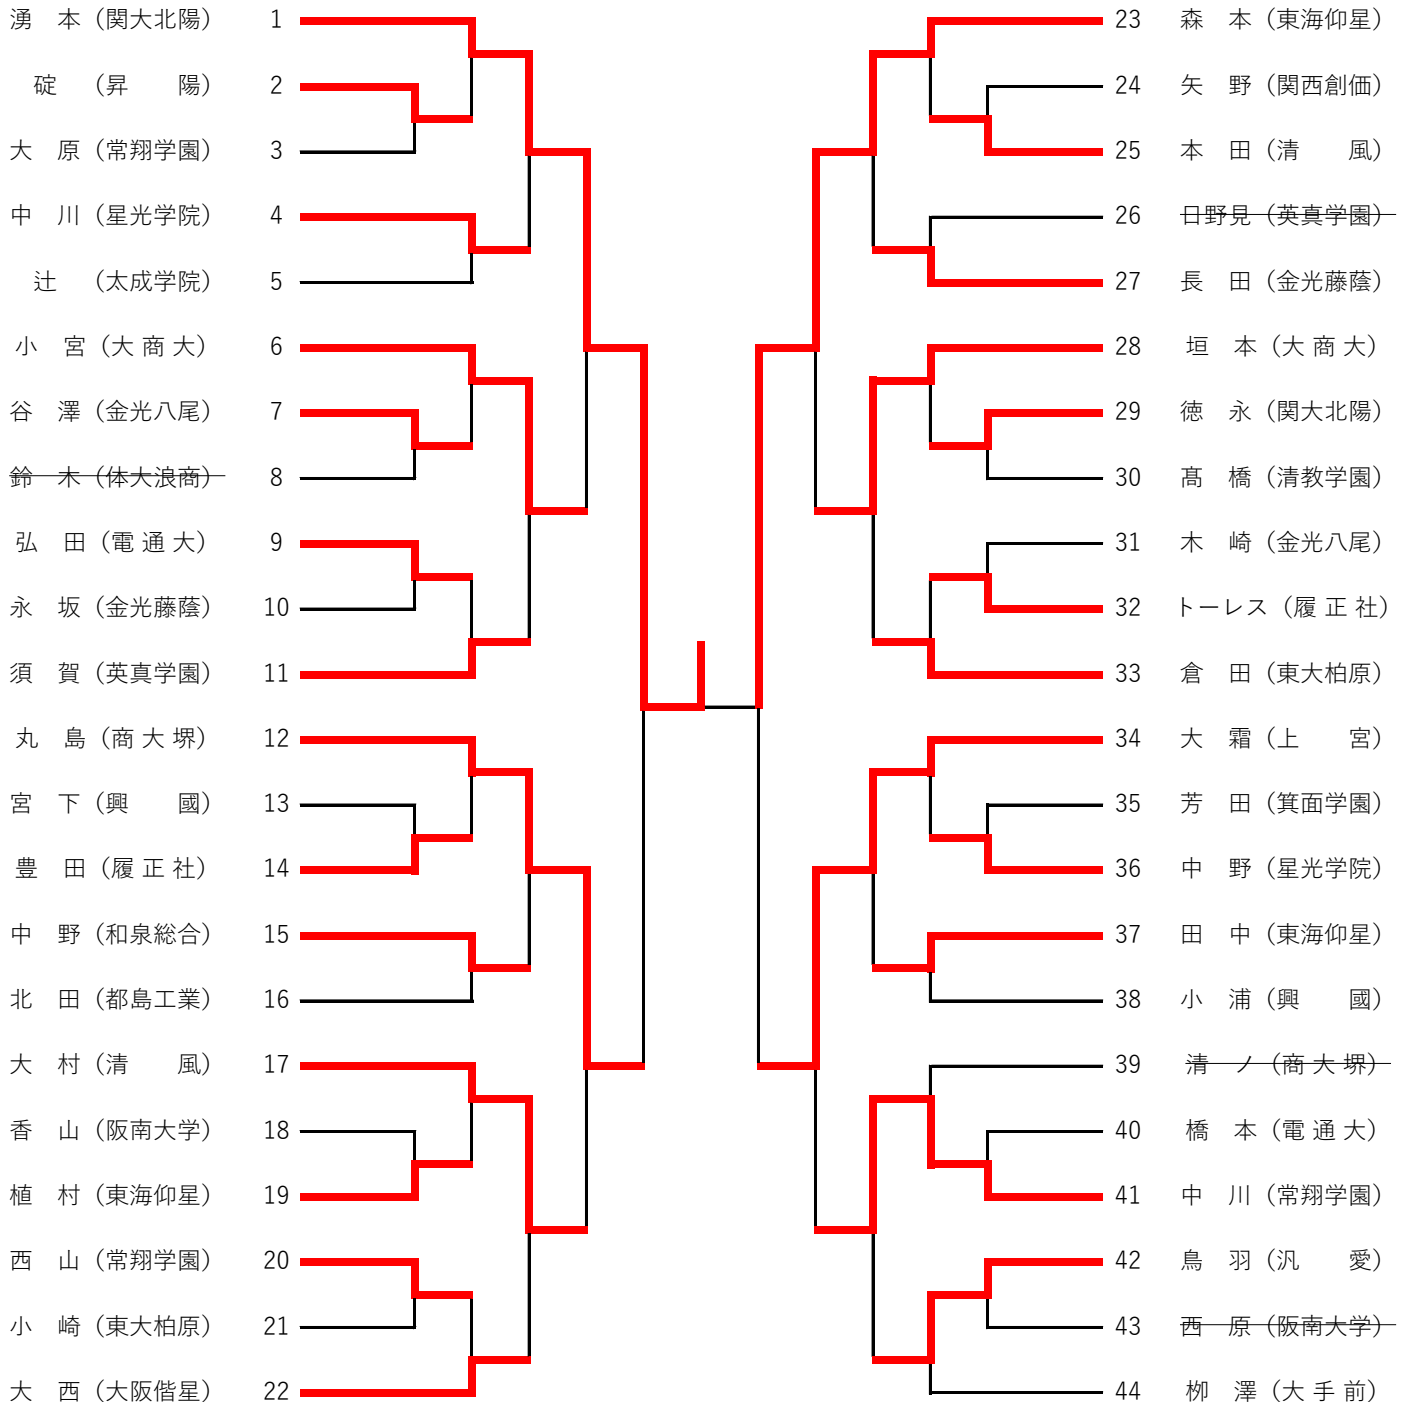 湧　本（関大北陽） 1
碇　（昇　　陽） 2
大　原（常翔学園） 3
中　川（星光学院） 4
辻　（太成学院） 5
小　宮（大 商 大） 6
谷　澤（金光八尾） 7
鈴　木（体大浪商） 8
弘　田（電 通 大） 9
永　坂（金光藤蔭） 10
須　賀（英真学園） 11
丸　島（商 大 堺） 12
宮　下（興　　國） 13
豊　田（履 正 社） 14
中　野（和泉総合） 15
北　田（都島工業） 16
大　村（清　　風） 17
香　山（阪南大学） 18
植　村（東海仰星） 19
西　山（常翔学園） 20
小　崎（東大柏原） 21
大　西（大阪偕星） 22
23 森　本（東海仰星）
24 矢　野（関西創価）
25 本　田（清　　風）
26 日野見（英真学園）
27 長　田（金光藤蔭）
28 垣　本（大 商 大）
29 徳　永（関大北陽）
30 髙　橋（清教学園）
31 木　崎（金光八尾）
32 トーレス（履 正 社）
33 倉　田（東大柏原）
34 大　霜（上　　宮）
35 芳　田（箕面学園）
36 中　野（星光学院）
37 田　中（東海仰星）
38 小　浦（興　　國）
39 清　ノ（商 大 堺）
40 橋　本（電 通 大）
41 中　川（常翔学園）
42 鳥　羽（汎　　愛）
43 西　原（阪南大学）
44 栁　澤（大 手 前）